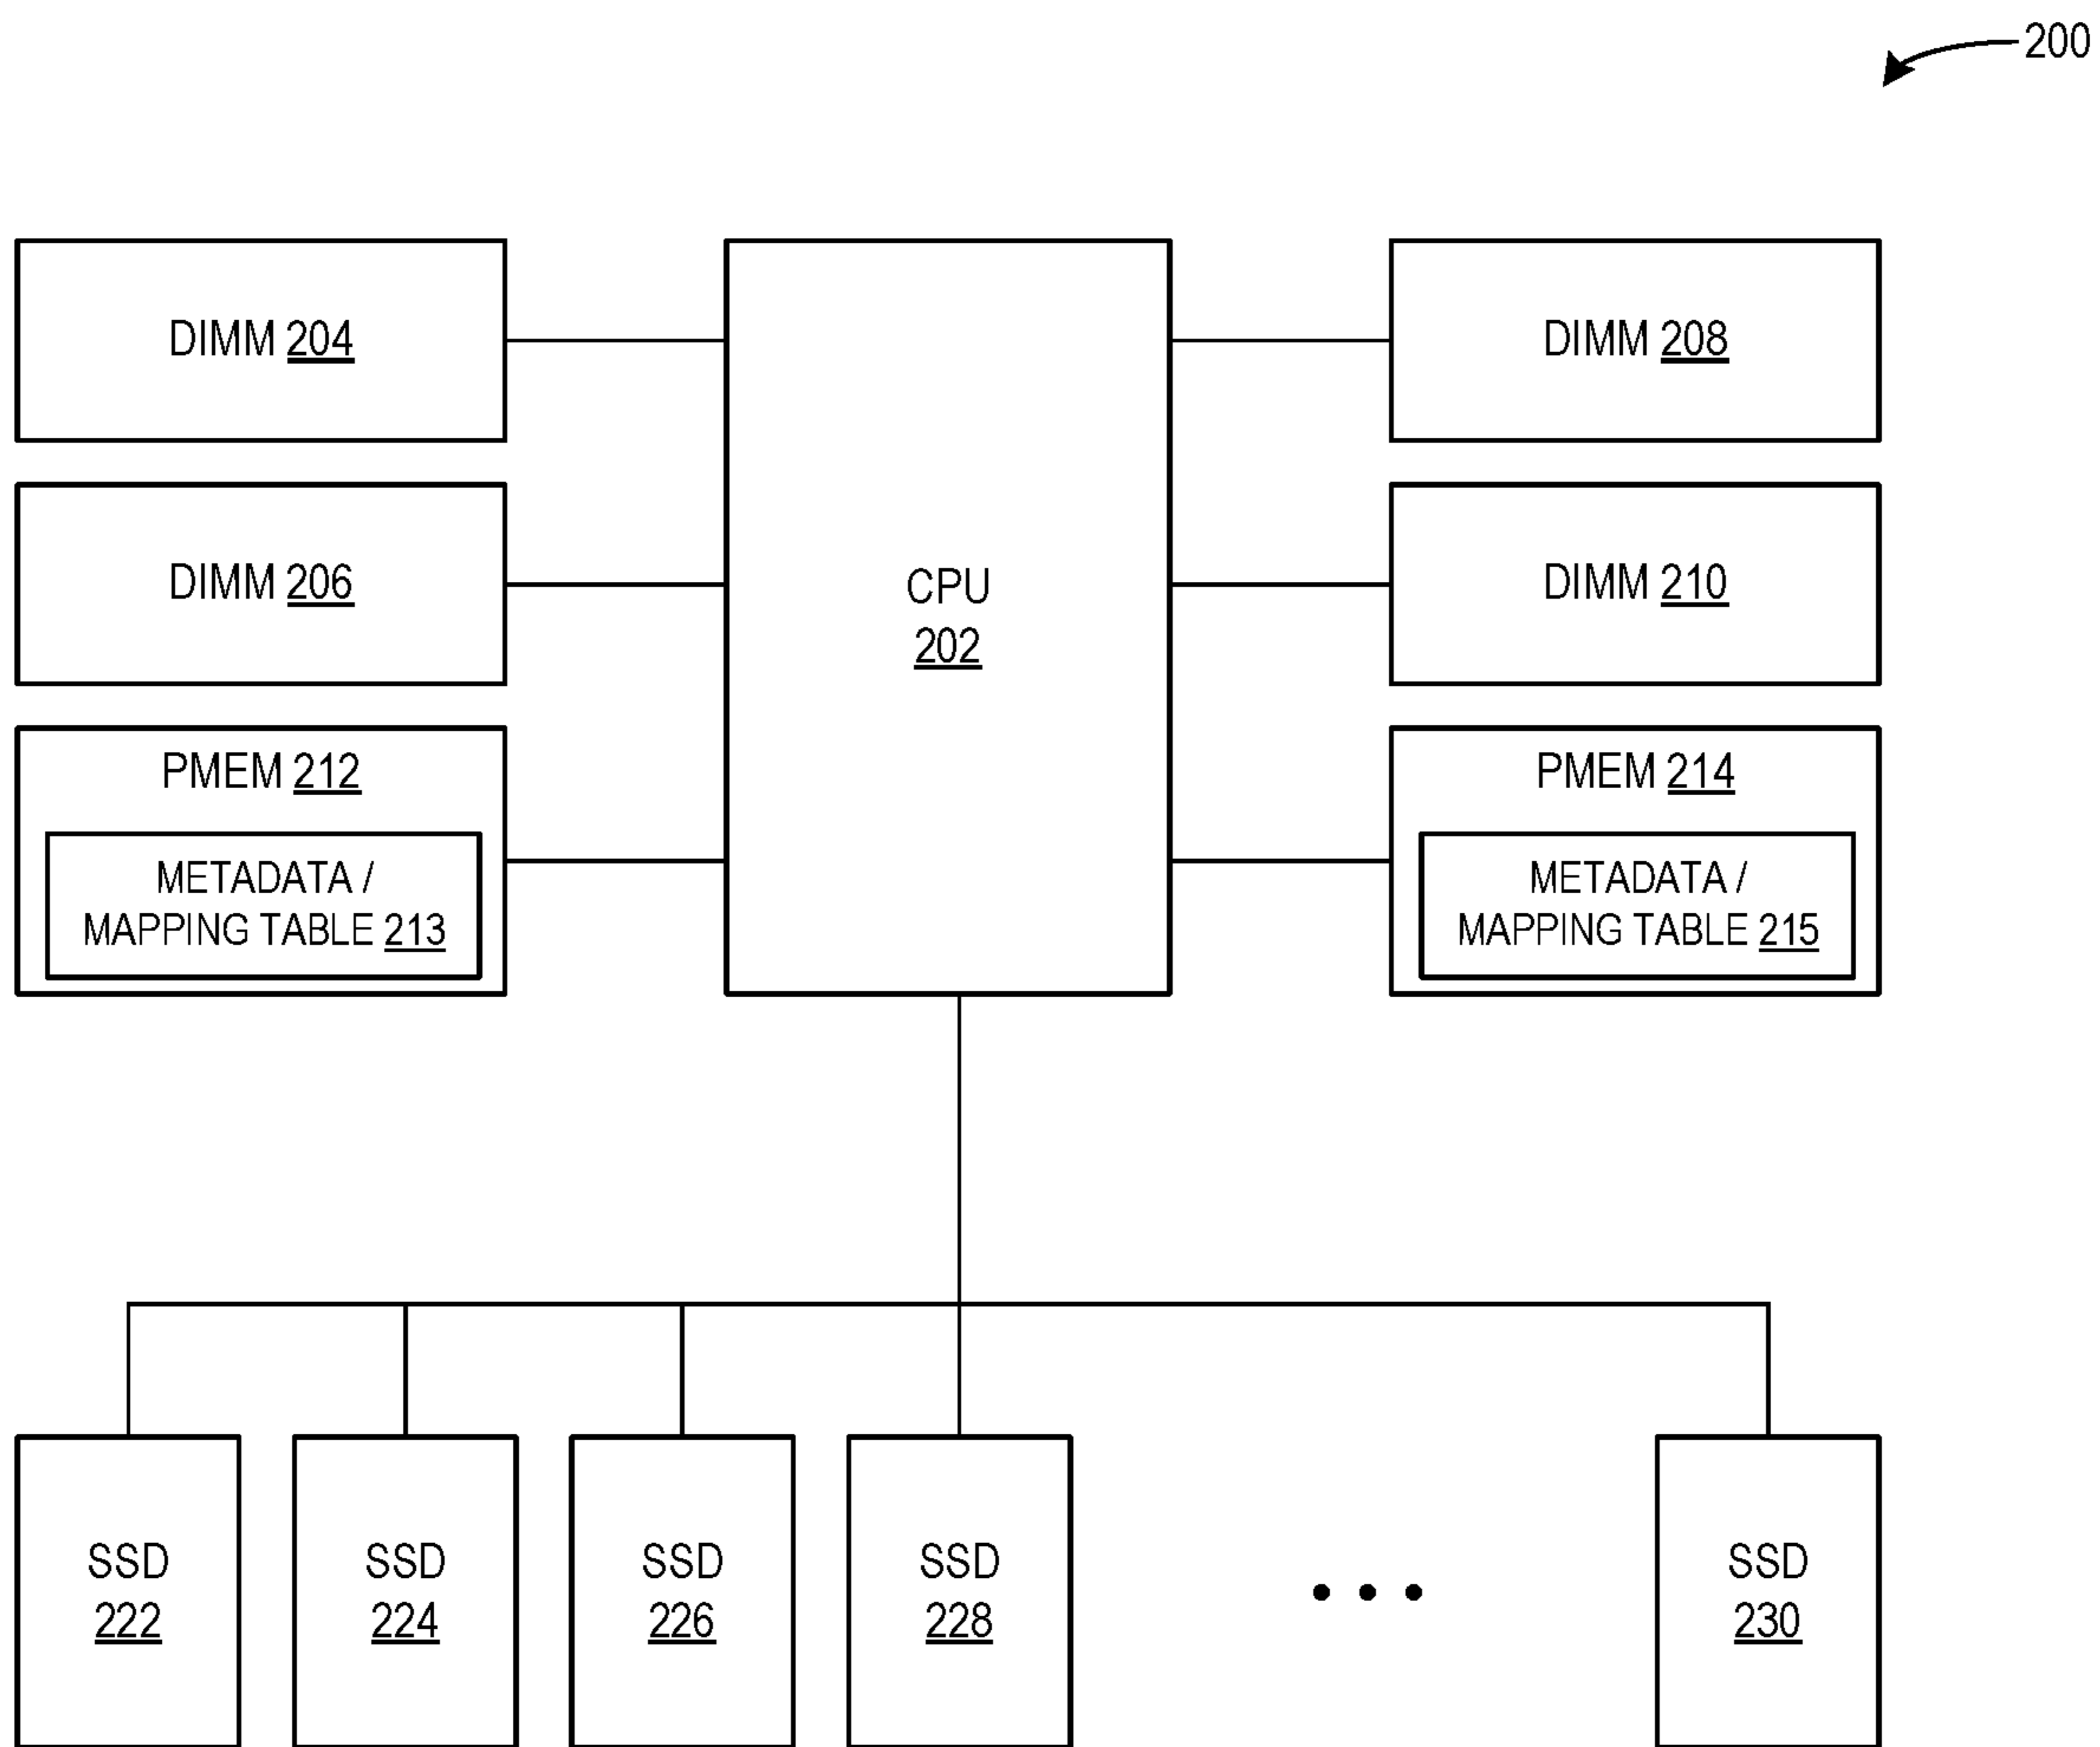 200
DIMM 204
DIMM 208
DIMM 206
CPU
202
DIMM 210
PMEM 212
METADATA /
MAPPING TABLE 213
PMEM 214
METADATA /
MAPPING TABLE 215
SSD
222
SSD
224
SSD
226
SSD
228
SSD
230